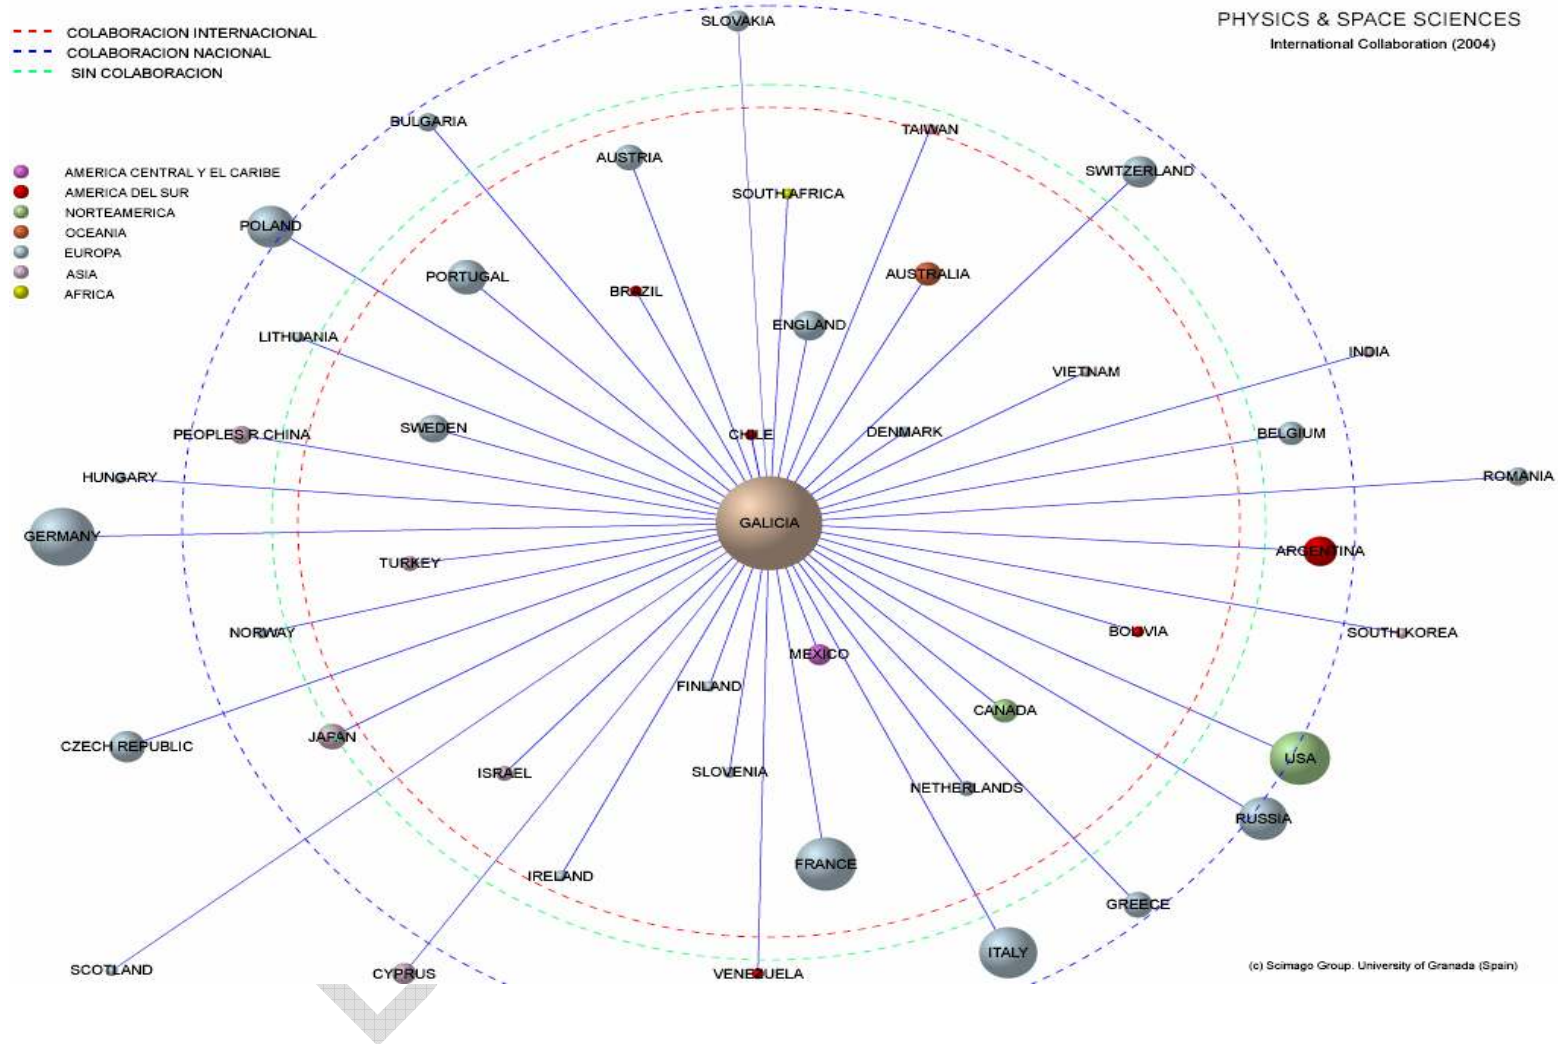 SLOVAKIA
PHYSICS & SPACE SCIENCES
International Collaboration (2004)
COLABORACION INTERNACIONAL
COLABORACION NACIONAL
SIN COLABORACION
BULGARIA
TAIWAN
AUSTRIA
SWITZERLAND
AMERICA CENTRAL Y EL CARIBE
AMERICA DEL SUR
NORTEAMERICA
OCEANIA
EUROPA
ASIA
AFRICA
SOUTH AFRICA
POLAND
PORTUGAL
BRAZIL
AUSTRALIA
ENGLAND
LITHUANIA
INDIA
VIETNAM
PEOPLES R CHINA
SWEDEN
CHILE
DENMARK
BELGIUM
HUNGARY
ROMANIA
GERMANY
GALICIA
ARGENTINA
TURKEY
NORWAY
BOLIVIA
SOUTH KOREA
MEXICO
FINLAND
CANADA
CZECH REPUBLIC
JAPAN
ISRAEL
SLOVENIA
NETHERLANDS
USA
RUSSIA
FRANCE
IRELAND
GREECE
ITALY
SCOTLAND
CYPRUS
VENEZUELA
(c) Scimago Group. University of Granada (Spain)